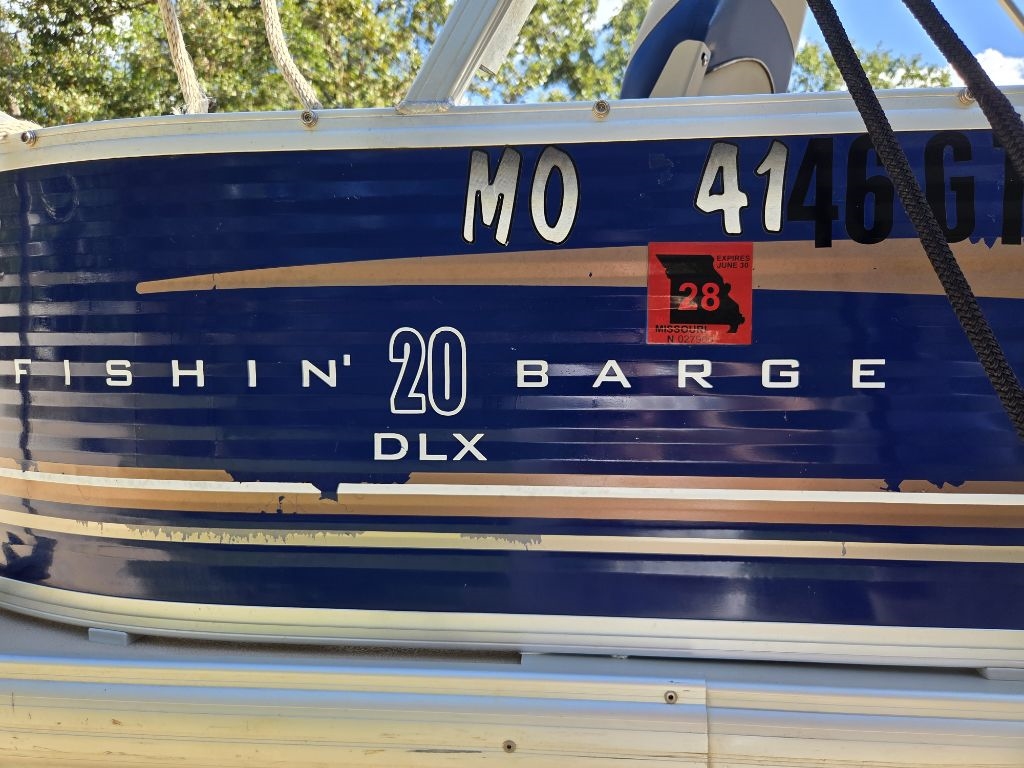 MO 4146 G
EXPIRES
JUNE 30
28
MISSOURI
FISHIN' 20 BARGE
DLX